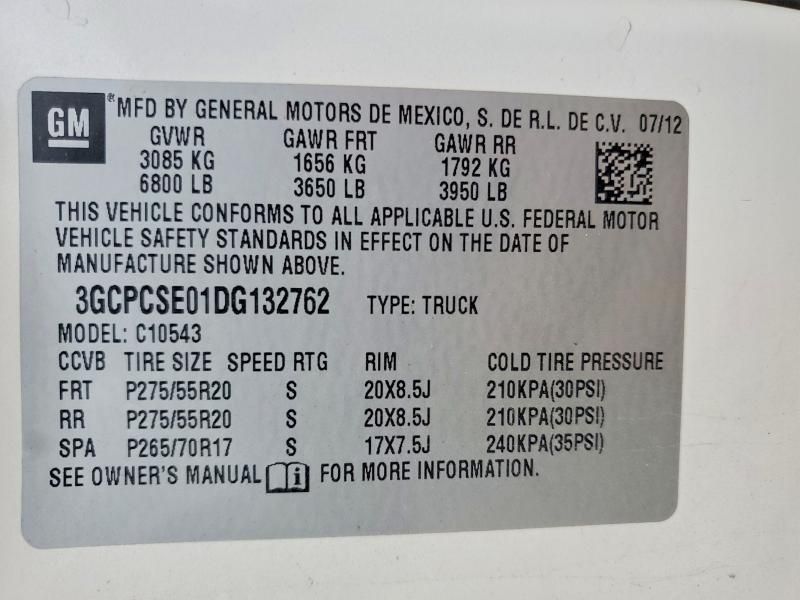 GM
® MFD BY GENERAL MOTORS DE MEXICO, S. DE R.L. DE C.V. 07/12
GVWR GAWR FRT GAWR RR
3085 KG 1656 KG 1792 KG
6800 LB 3650 LB 3950 LB
THIS VEHICLE CONFORMS TO ALL APPLICABLE U.S. FEDERAL MOTOR
VEHICLE SAFETY STANDARDS IN EFFECT ON THE DATE OF
MANUFACTURE SHOWN ABOVE.
3GCPCSE01DG132762 TYPE: TRUCK
MODEL: C10543
CCVB TIRE SIZE SPEED RTG RIM COLD TIRE PRESSURE
FRT P275/55R20 S 20X8.5J 210KPA(30PSI)
RR P275/55R20 S 20X8.5J 210KPA(30PSI)
SPA P265/70R17 S 17X7.5J 240KPA(35PSI)
SEE OWNER'S MANUAL i FOR MORE INFORMATION.